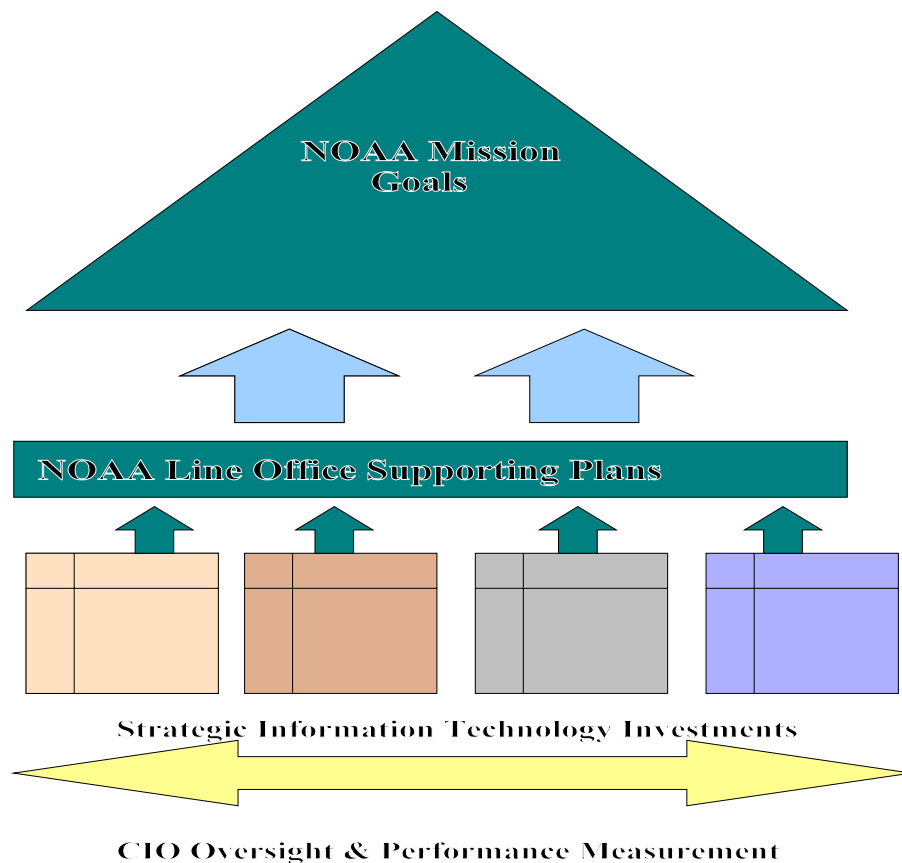 NOAA Mission
Goals
NOAA Line Office Supporting Plans
Strategic Information Technology Investments
CIO Oversight & Performance Measurement